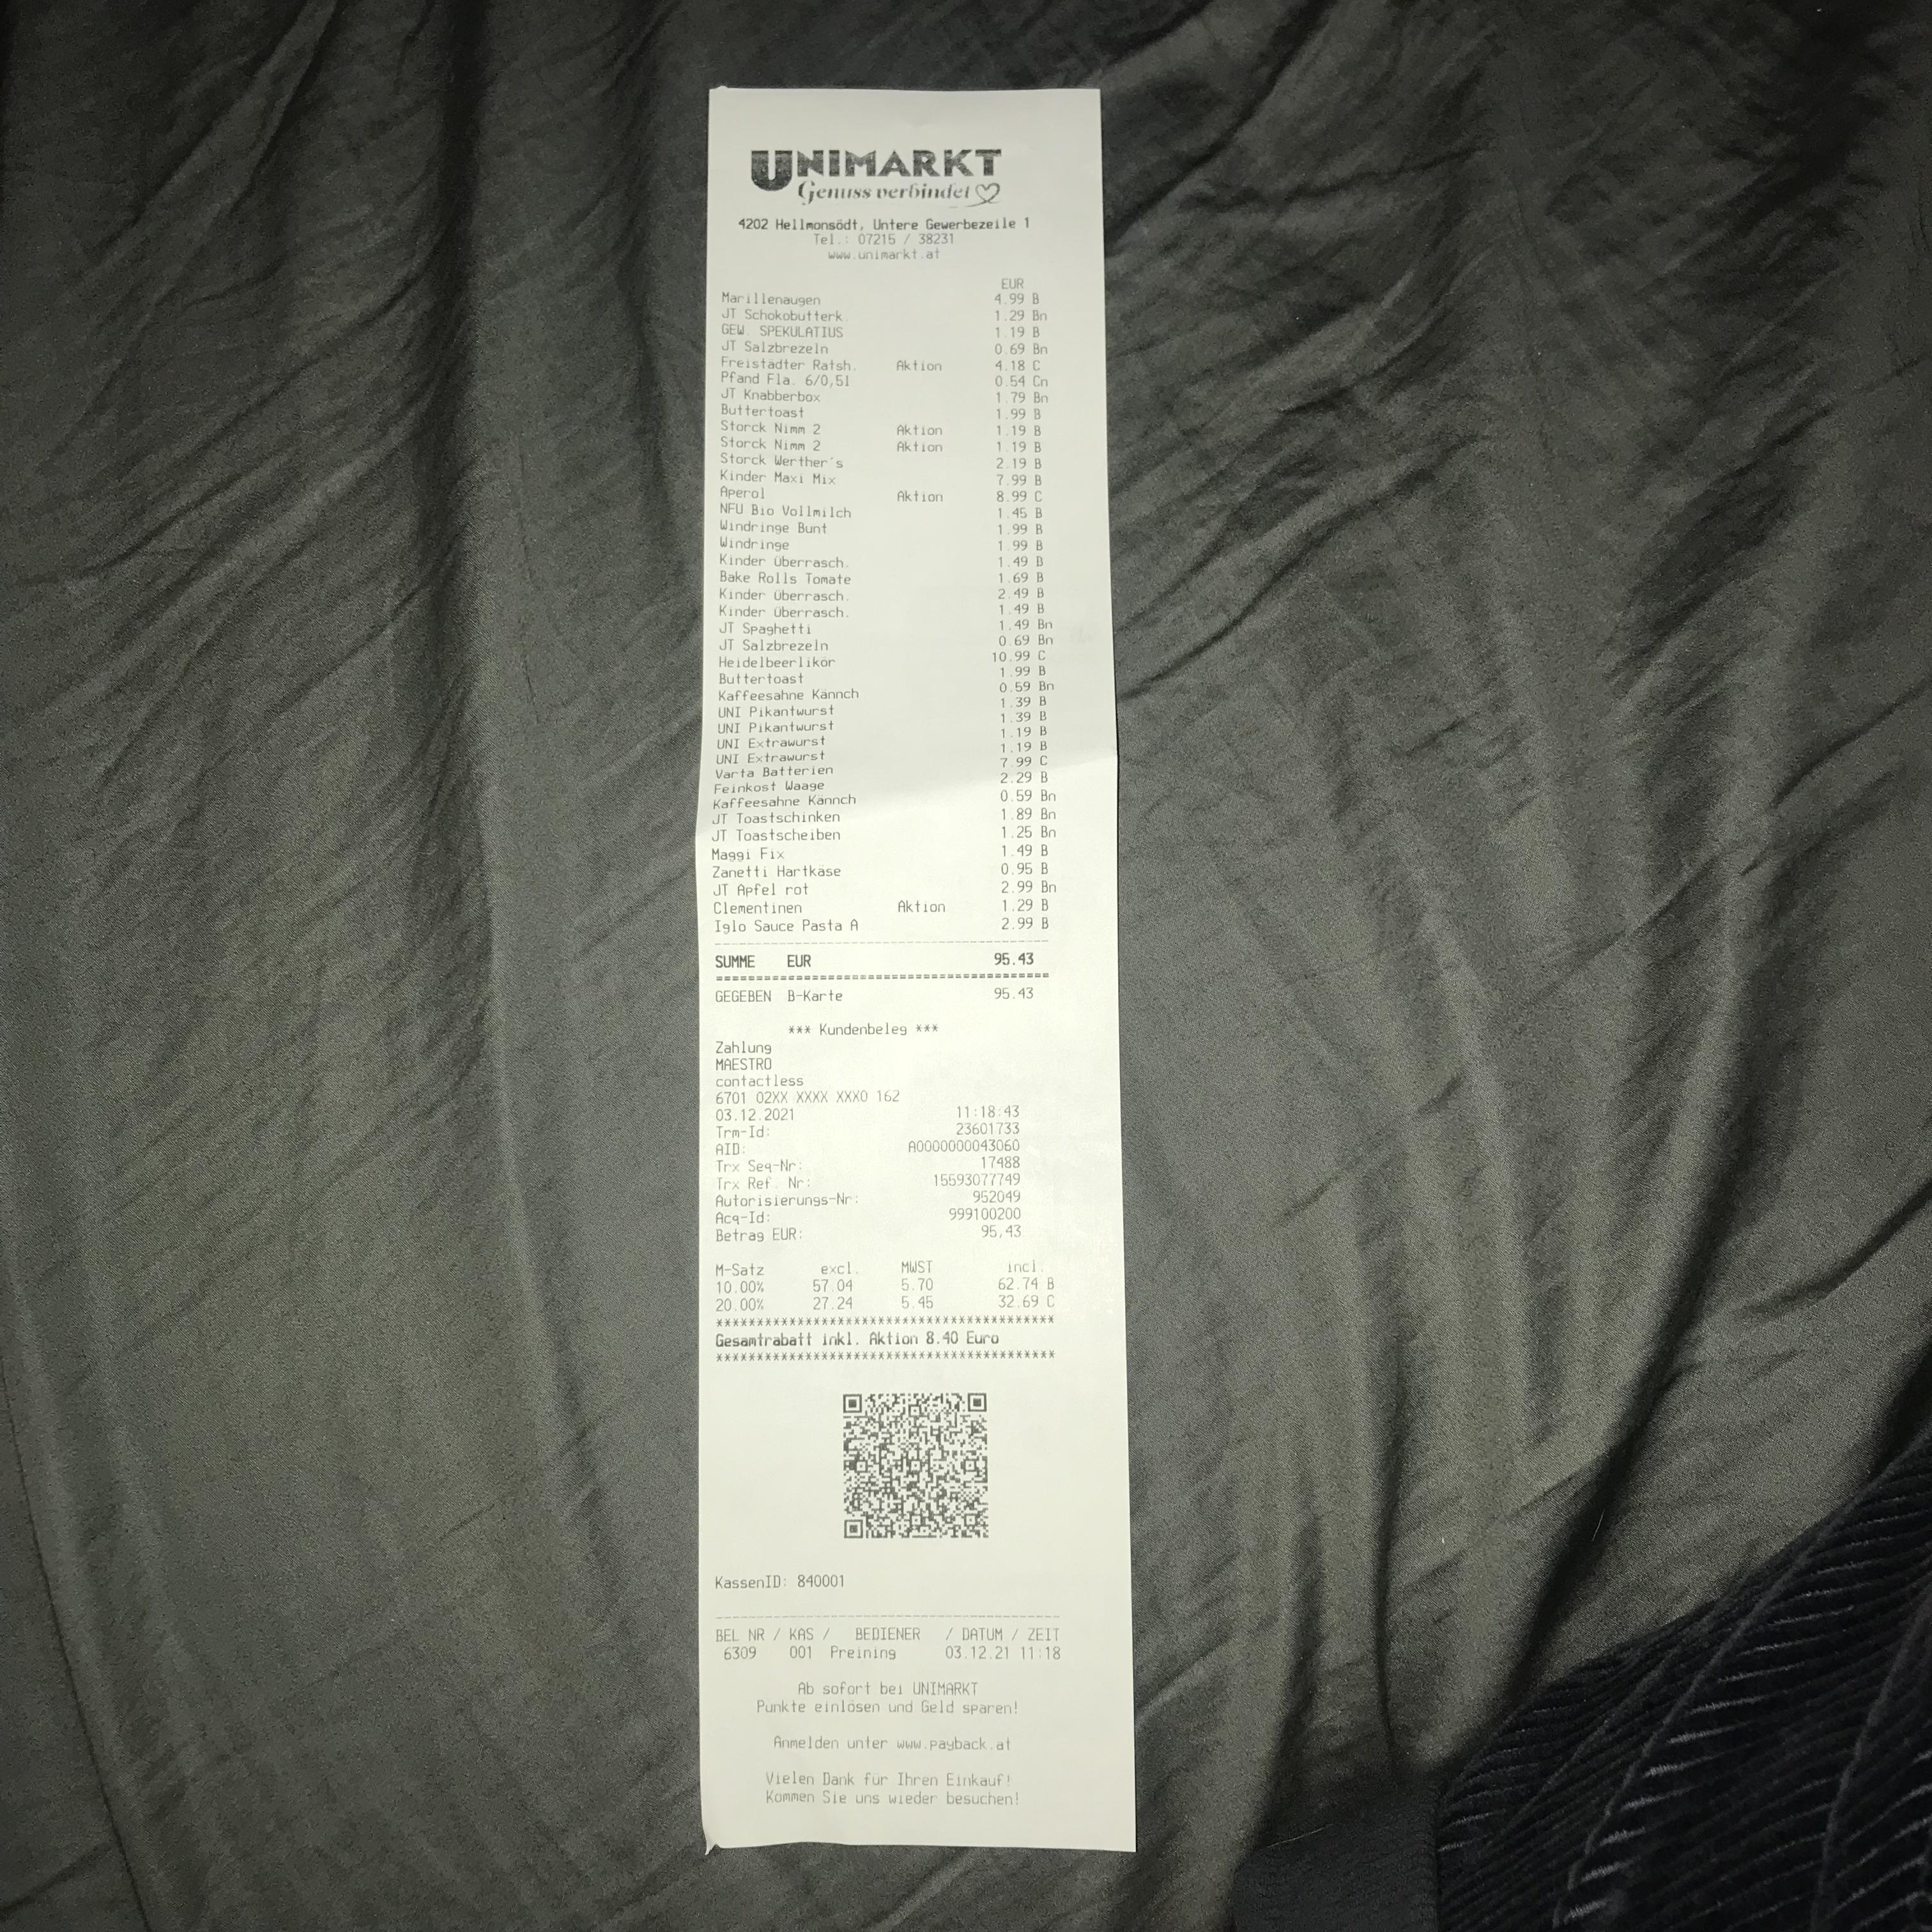 UNIMARKT
Genuss verbindet
4202 Hellmonsödt, Untere Gewerbezeile 1
Tel.: 07215 / 38231
www.unimarkt.at
EUR
Marillenaugen 4.99 B
JT Schokobutterk. 1.29 Bn
GEW. SPEKULATIUS 1.19 B
JT Salzbrezeln 0.69 Bn
Freistädter Ratsh. Aktion 4.18 C
Pfand Fla. 6/0,5l 0.54 Cn
JT Knabberbox 1.79 Bn
Buttertoast 1.99 B
Storck Nimm 2 Aktion 1.19 B
Storck Nimm 2 Aktion 1.19 B
Storck Werther´s 2.19 B
Kinder Maxi Mix 7.99 B
Aperol Aktion 8.99 C
NFU Bio Vollmilch 1.45 B
Windringe Bunt 1.99 B
Windringe 1.99 B
Kinder Überrasch. 1.49 B
Bake Rolls Tomate 1.69 B
Kinder Überrasch. 2.49 B
Kinder Überrasch. 1.49 B
JT Spaghetti 1.49 Bn
JT Salzbrezeln 0.69 Bn
Heidelbeerlikör 10.99 C
Buttertoast 1.99 B
Kaffeesahne Kännch 0.59 Bn
UNI Pikantwurst 1.39 B
UNI Pikantwurst 1.39 B
UNI Extrawurst 1.19 B
UNI Extrawurst 1.19 B
Varta Batterien 7.99 C
Feinkost Waage 2.29 B
Kaffeesahne Kännch 0.59 Bn
JT Toastschinken 1.89 Bn
JT Toastscheiben 1.25 Bn
Maggi Fix 1.49 B
Zanetti Hartkäse 0.95 B
JT Apfel rot 2.99 Bn
Clementinen Aktion 1.29 B
Iglo Sauce Pasta A 2.99 B
SUMME EUR 95.43
GEGEBEN B-Karte 95.43
*** Kundenbeleg ***
Zahlung
MAESTRO
contactless
6701 02XX XXXX XXX0 162
03.12.2021 11:18:43
Trm-Id: 23601733
AID: A0000000043060
Trx Seq-Nr: 17488
Trx Ref. Nr: 15593077749
Autorisierungs-Nr: 952049
Acq-Id: 999100200
Betrag EUR: 95,43
M-Satz excl. MWST incl.
10.00% 57.04 5.70 62.74 B
20.00% 27.24 5.45 32.69 C
******************************************
Gesamtrabatt inkl. Aktion 8.40 Euro
******************************************
KassenID: 840001
BEL NR / KAS / BEDIENER / DATUM / ZEIT
6309 001 Preining 03.12.21 11:18
Ab sofort bei UNIMARKT
Punkte einlösen und Geld sparen!
Anmelden unter www.payback.at
Vielen Dank für Ihren Einkauf!
Kommen Sie uns wieder besuchen!